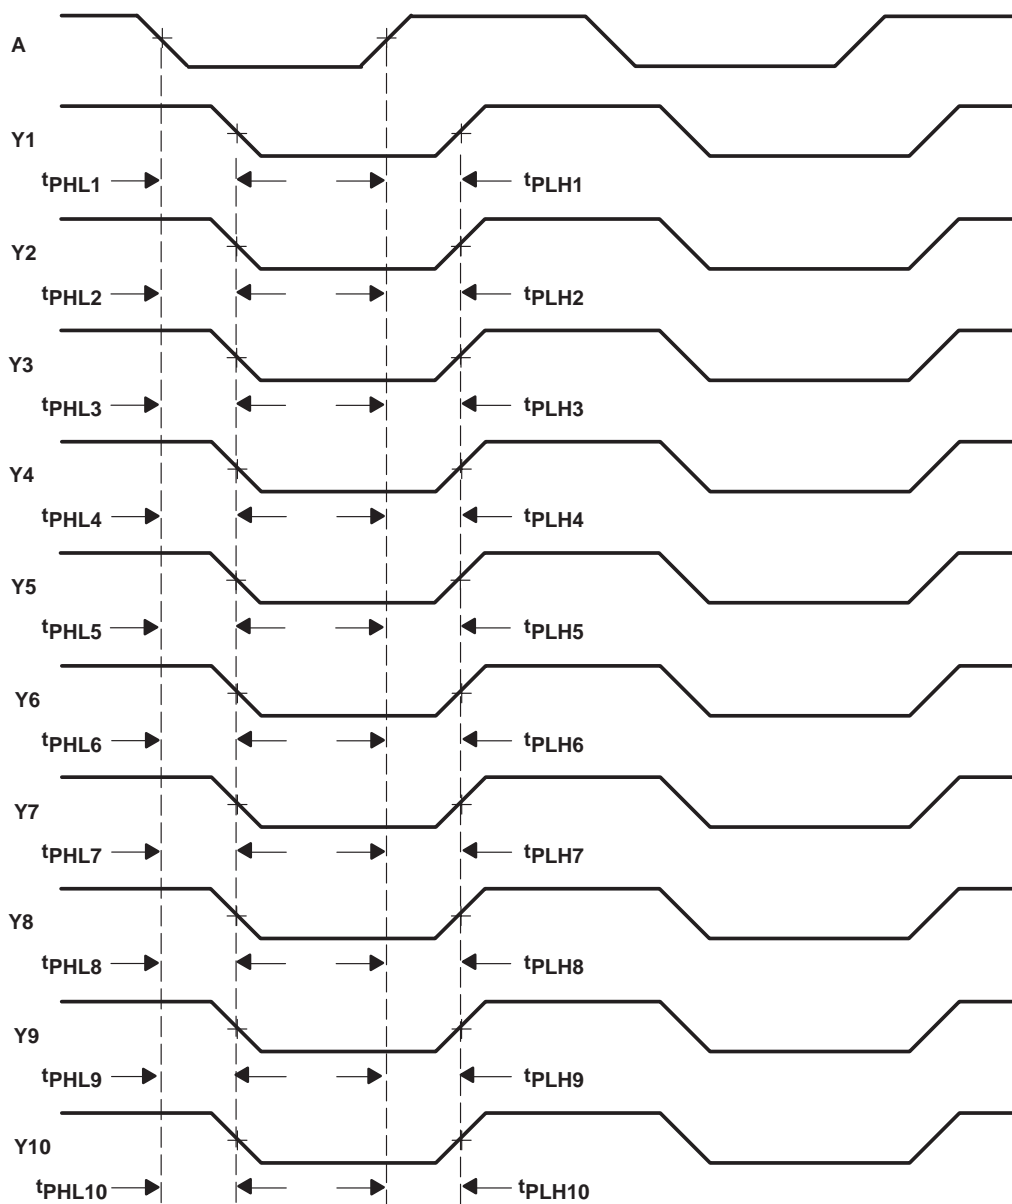 A
Y1
tPHL1 tPLH1
Y2
tPHL2 tPLH2
Y3
tPHL3 tPLH3
Y4
tPHL4 tPLH4
Y5
tPHL5 tPLH5
Y6
tPHL6 tPLH6
Y7
tPHL7 tPLH7
Y8
tPHL8 tPLH8
Y9
tPHL9 tPLH9
Y10
tPHL10 tPLH10